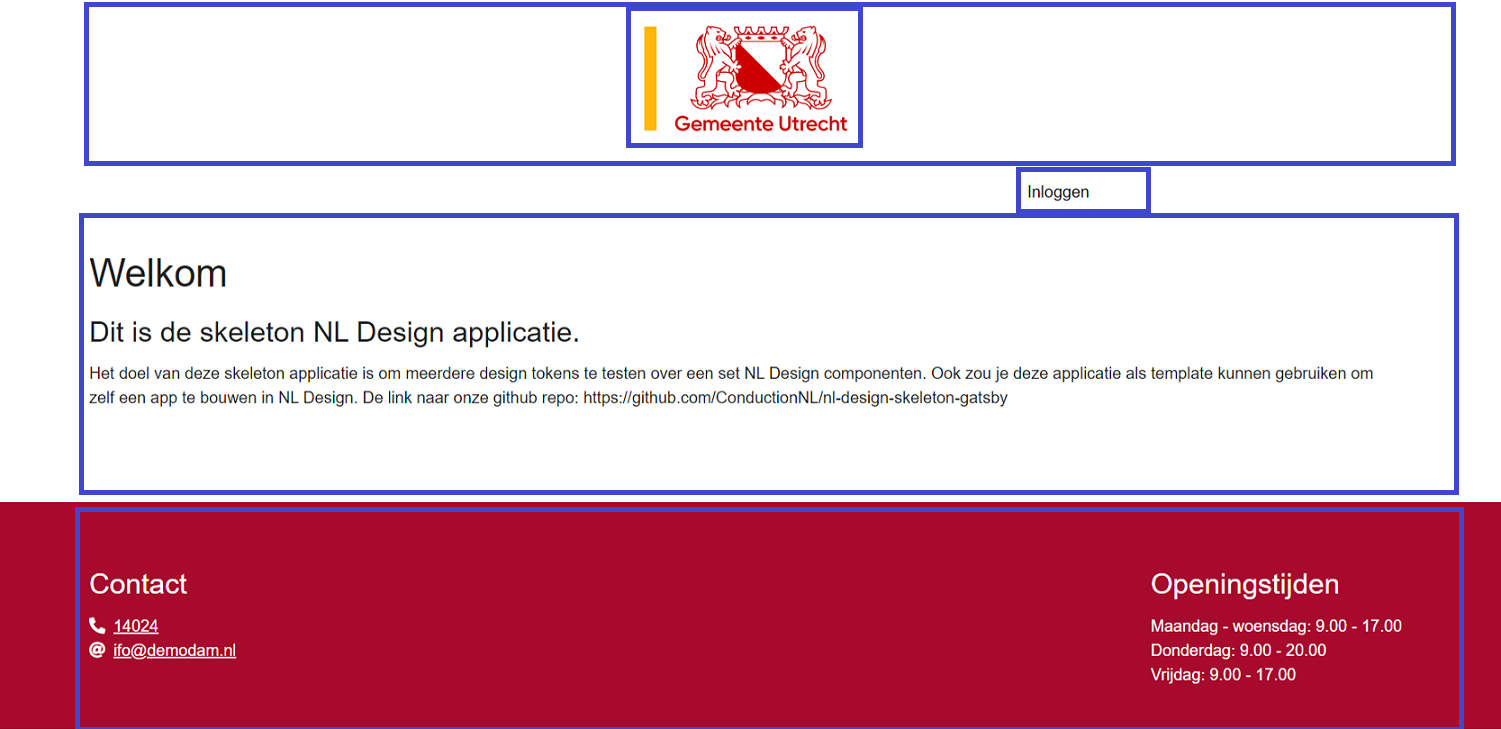 Gemeente Utrecht
Inloggen
Welkom
Dit is de skeleton NL Design applicatie.
Het doel van deze skeleton applicatie is om meerdere design tokens te testen over een set NL Design componenten. Ook zou je deze applicatie als template kunnen gebruiken om
zelf een app te bouwen in NL Design. De link naar onze github repo: https://github.com/ConductionNL/nl-design-skeleton-gatsby
Contact
14024
ifo@demodam.nl
Openingstijden
Maandag - woensdag: 9.00 - 17.00
Donderdag: 9.00 - 20.00
Vrijdag: 9.00 - 17.00